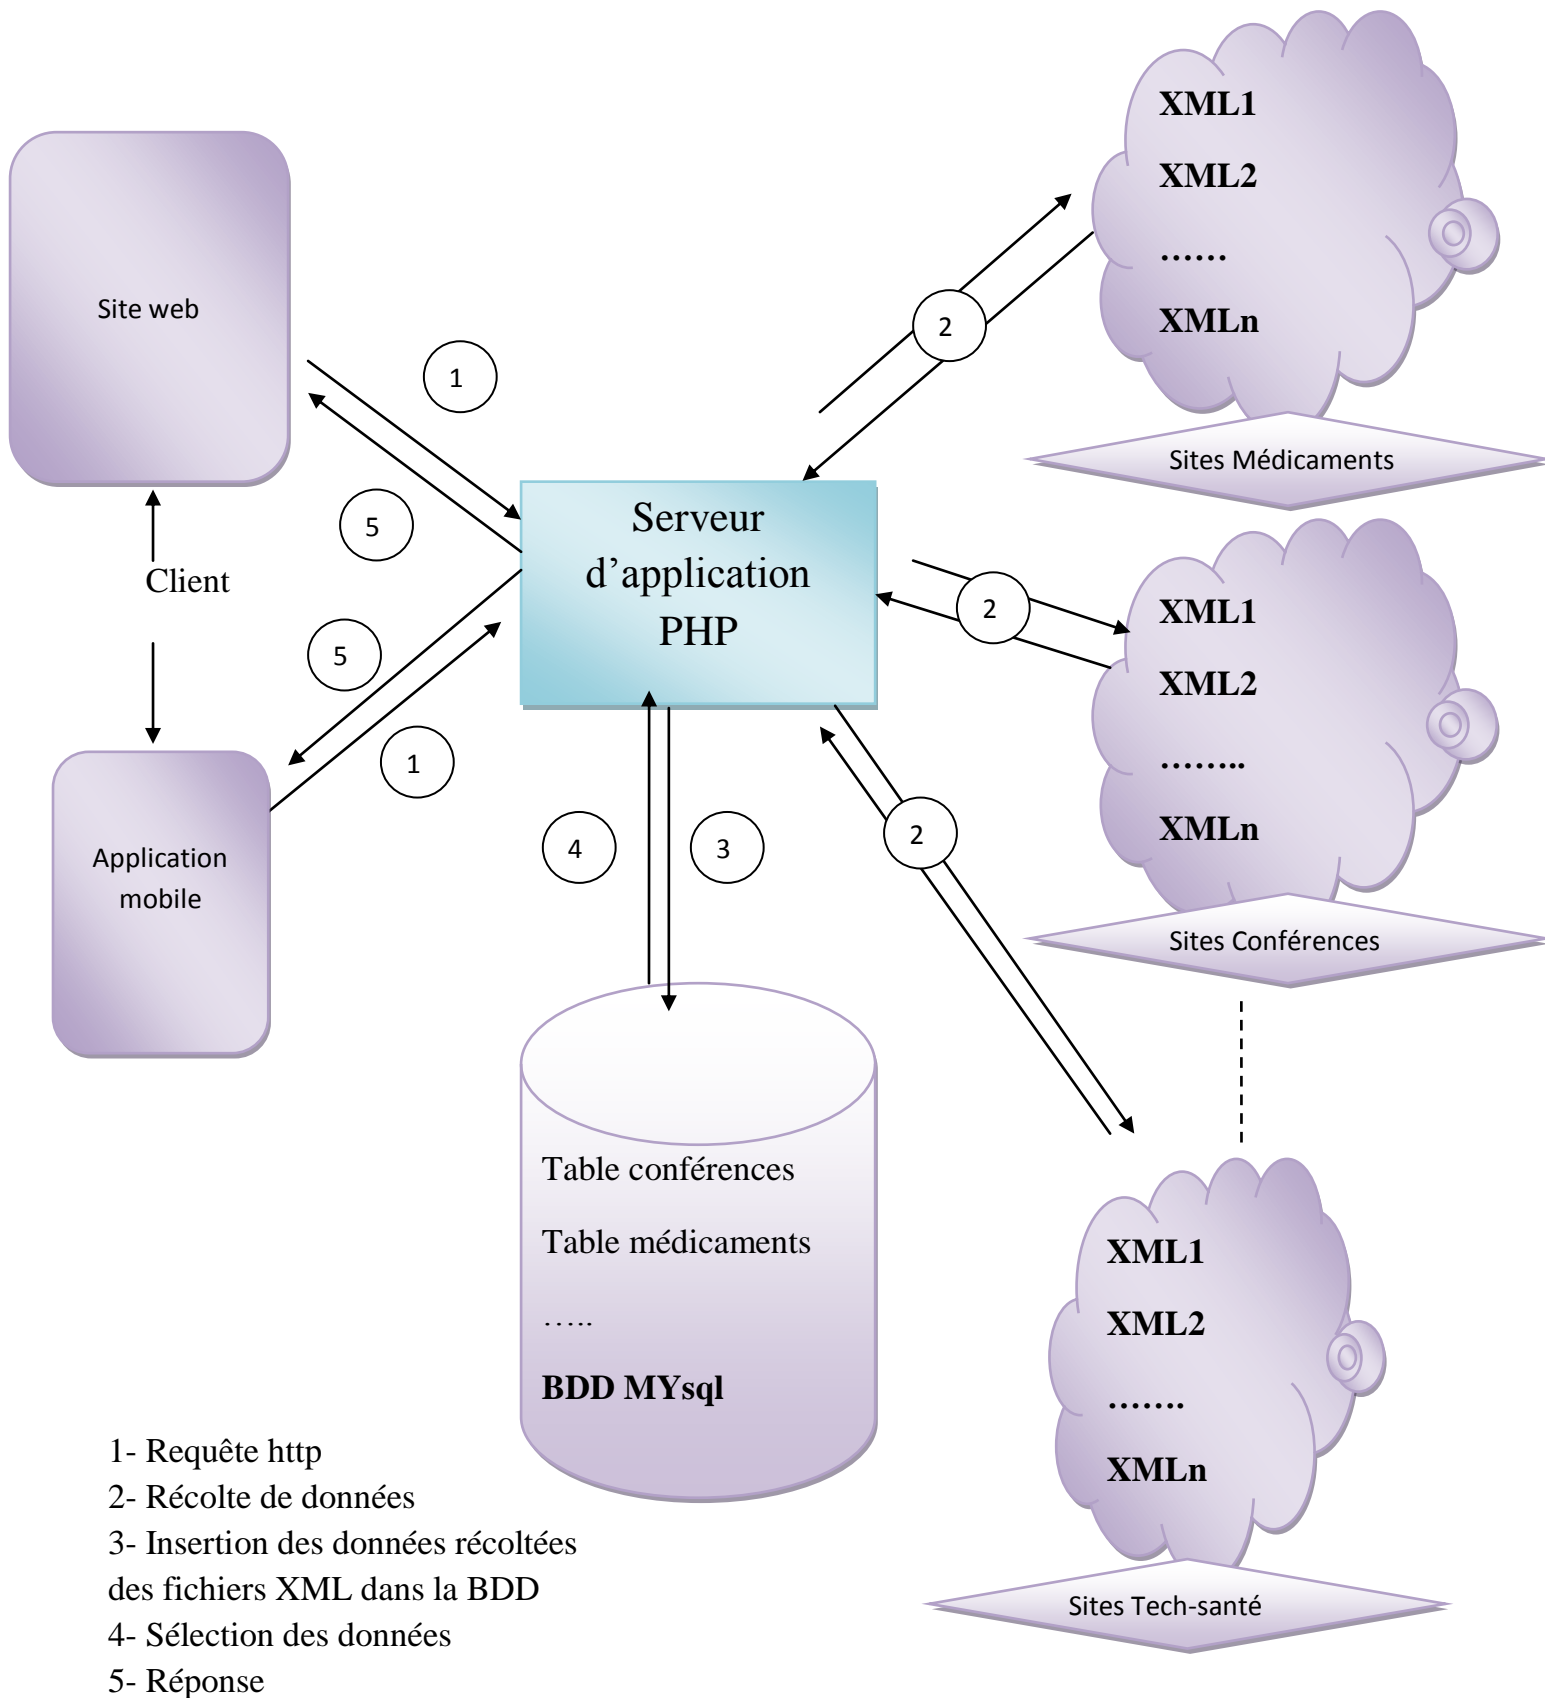 XML1
XML2
......
XMLn
Sites Médicaments
Site web
1
2
5
Client
Serveur
d’application
PHP
2
XML1
XML2
........
XMLn
Sites Conférences
5
1
Application
mobile
4
3
2
Table conférences
Table médicaments
.....
BDD MYsql
XML1
XML2
.......
XMLn
Sites Tech-santé
1- Requête http
2- Récolte de données
3- Insertion des données récoltées
des fichiers XML dans la BDD
4- Sélection des données
5- Réponse